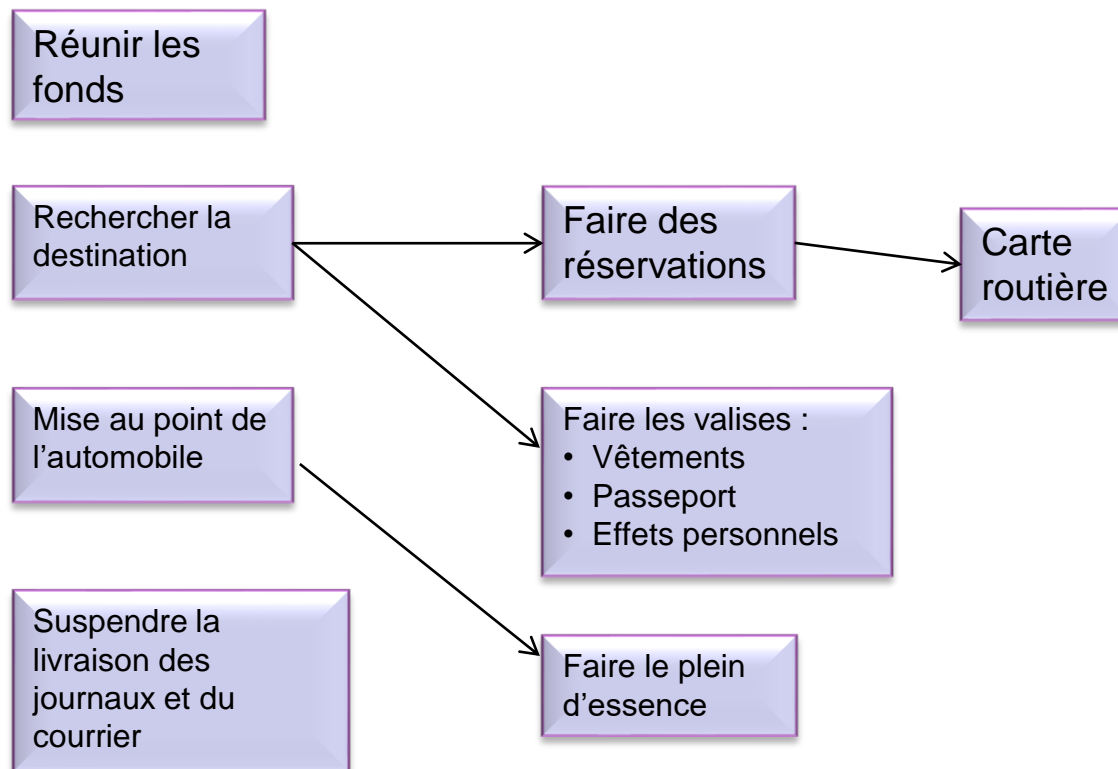 Réunir les
fonds
Rechercher la
destination
Faire des
réservations
Carte
routière
Mise au point de
l’automobile
Faire les valises :
• Vêtements
• Passeport
• Effets personnels
Suspendre la
livraison des
journaux et du
courrier
Faire le plein
d’essence